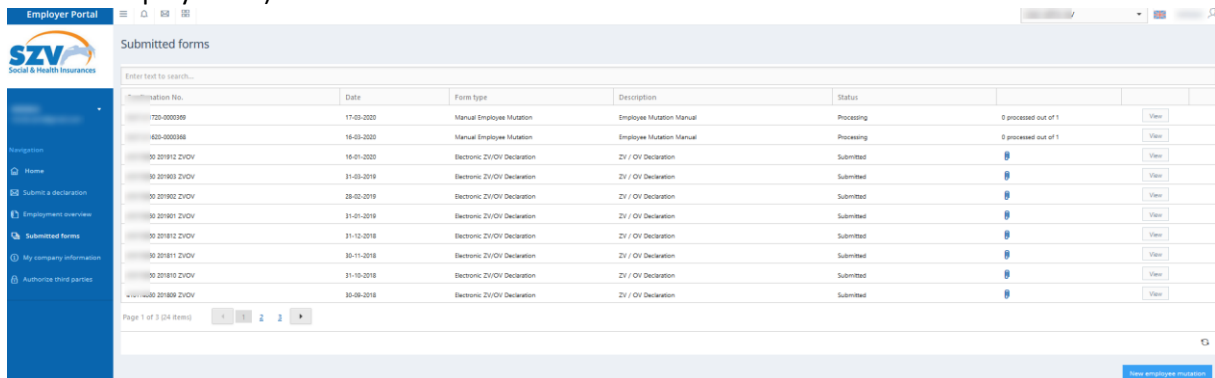 Employer Portal
SZV
Social & Health Insurances
Navigation
Home
Submit a declaration
Employment overview
Submitted forms
My company information
Authorize third parties
Submitted forms
Enter text to search...
No. Date Form type Description Status
1720-0000369 17-03-2020 Manual Employee Mutation Employee Mutation Manual Processing 0 processed out of 1 View
1620-0000368 16-03-2020 Manual Employee Mutation Employee Mutation Manual Processing 0 processed out of 1 View
201912 ZVOV 16-01-2020 Electronic ZV/OV Declaration ZV / OV Declaration Submitted View
201903 ZVOV 31-03-2019 Electronic ZV/OV Declaration ZV / OV Declaration Submitted View
201902 ZVOV 28-02-2019 Electronic ZV/OV Declaration ZV / OV Declaration Submitted View
201901 ZVOV 31-01-2019 Electronic ZV/OV Declaration ZV / OV Declaration Submitted View
201812 ZVOV 31-12-2018 Electronic ZV/OV Declaration ZV / OV Declaration Submitted View
201811 ZVOV 30-11-2018 Electronic ZV/OV Declaration ZV / OV Declaration Submitted View
201810 ZVOV 31-10-2018 Electronic ZV/OV Declaration ZV / OV Declaration Submitted View
201809 ZVOV 30-09-2018 Electronic ZV/OV Declaration ZV / OV Declaration Submitted View
Page 1 of 3 (24 items) 1 2 3
New employee mutation